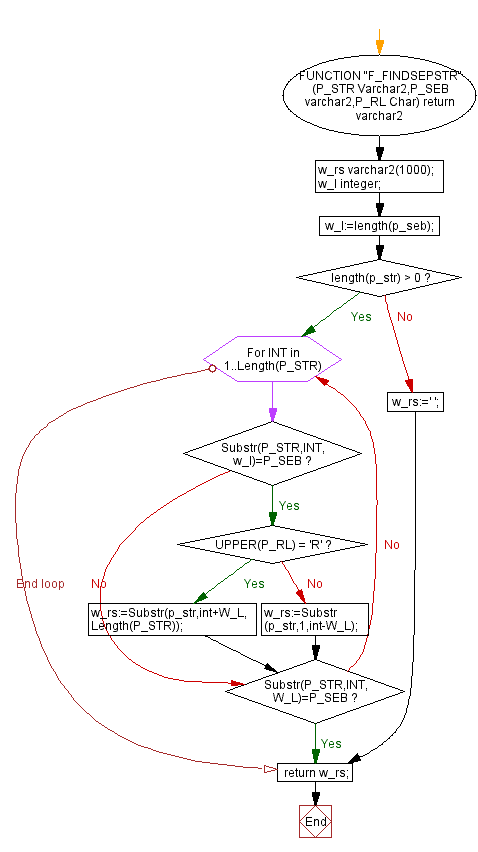 FUNCTION "F_FINDSEPSTR"
(P_STR Varchar2,P_SEB
varchar2,P_RL Char) return
varchar2
w_rs varchar2(1000);
w_l integer;
w_l:=length(p_seb);
length(p_str) > 0 ?
Yes
No
For INT in
1..Length(P_STR)
w_rs:=' ';
Substr(P_STR,INT,
w_l)=P_SEB ?
Yes
UPPER(P_RL) = 'R' ?
No
End loop
No
Yes
No
w_rs:=Substr(p_str,int+W_L,
Length(P_STR));
w_rs:=Substr
(p_str,1,int-W_L);
Substr(P_STR,INT,
W_L)=P_SEB ?
Yes
return w_rs;
End